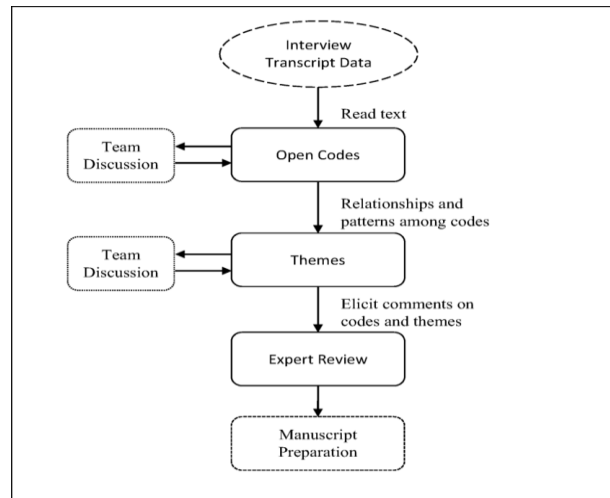 Interview
Transcript Data
Read text
Team
Discussion
Open Codes
Relationships and
patterns among codes
Team
Discussion
Themes
Elicit comments on
codes and themes
Expert Review
Manuscript
Preparation